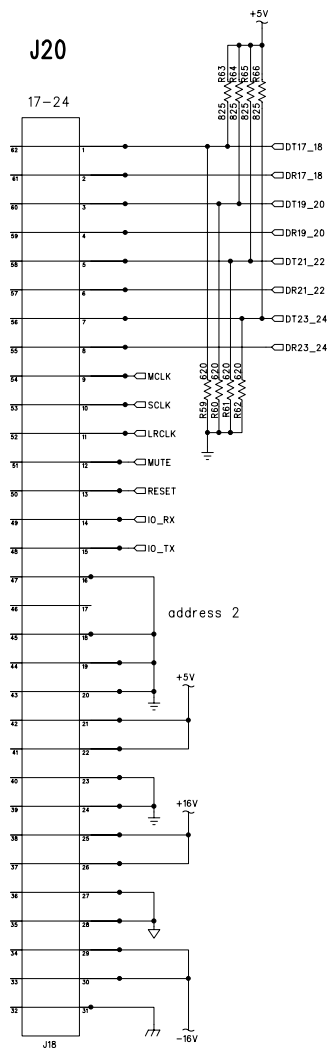 +5V
J20
R63
R64
R65
R66
825
825
825
825
17-24
62 1 DT17_18
61 2 DR17_18
60 3 DT19_20
59 4 DR19_20
58 5 DT21_22
57 6 DR21_22
56 7 DT23_24
55 8 DR23_24
620
620
620
620
R59
R60
R61
R62
54 9 MCLK
53 10 SCLK
52 11 LRCLK
51 12 MUTE
50 13 RESET
49 14 IO_RX
48 15 IO_TX
47 16
46 17
address 2
45 18
44 19
43 20
+5V
42 21
41 22
40 23
+16V
39 24
38 25
37 26
36 27
35 28
34 29
33 30
32 31
J18
-16V